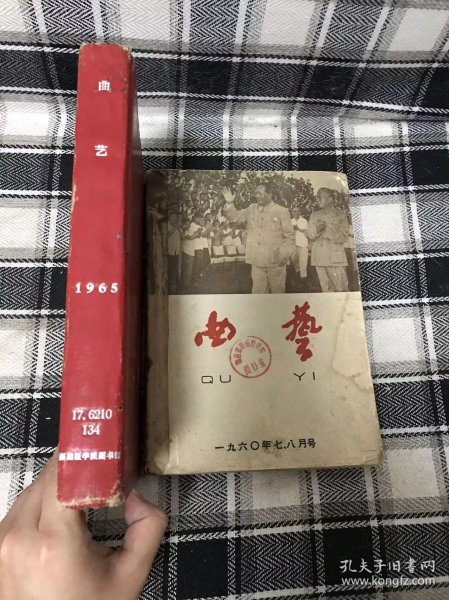 曲
艺
1965
17.6210
134
曲藝
QU YI
一九六〇年七、八月号
孔夫子旧书网
www.kongfz.com